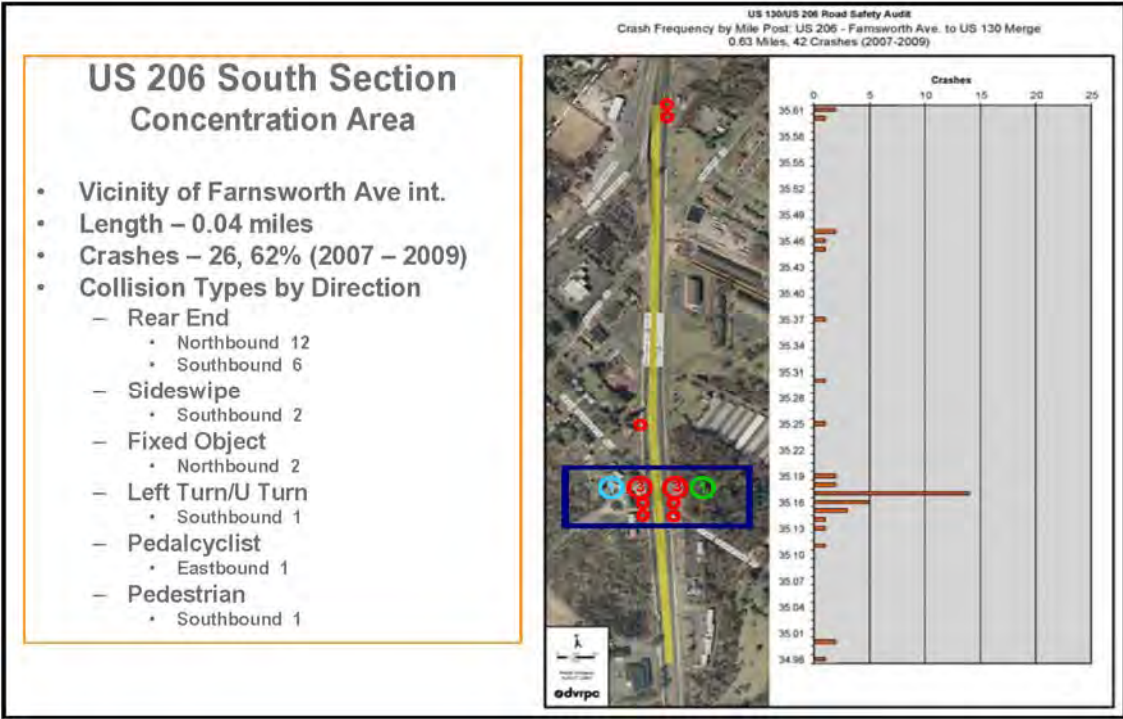 US 206 South Section
Concentration Area
• Vicinity of Farnsworth Ave int.
• Length – 0.04 miles
• Crashes – 26, 62% (2007 – 2009)
• Collision Types by Direction
– Rear End
• Northbound 12
• Southbound 6
– Sideswipe
• Southbound 2
– Fixed Object
• Northbound 2
– Left Turn/U Turn
• Southbound 1
– Pedalcyclist
• Eastbound 1
– Pedestrian
• Southbound 1
US 130/US 206 Road Safety Audit
Crash Frequency by Mile Post: US 206 - Farnsworth Ave. to US 130 Merge
0.63 Miles, 42 Crashes (2007-2009)
3 3
dvrpc
Crashes
0 5 10 15 20 25
35.61
35.58
35.55
35.52
35.49
35.46
35.43
35.40
35.37
35.34
35.31
35.28
35.25
35.22
35.19
35.16
35.13
35.10
35.07
35.04
35.01
34.98